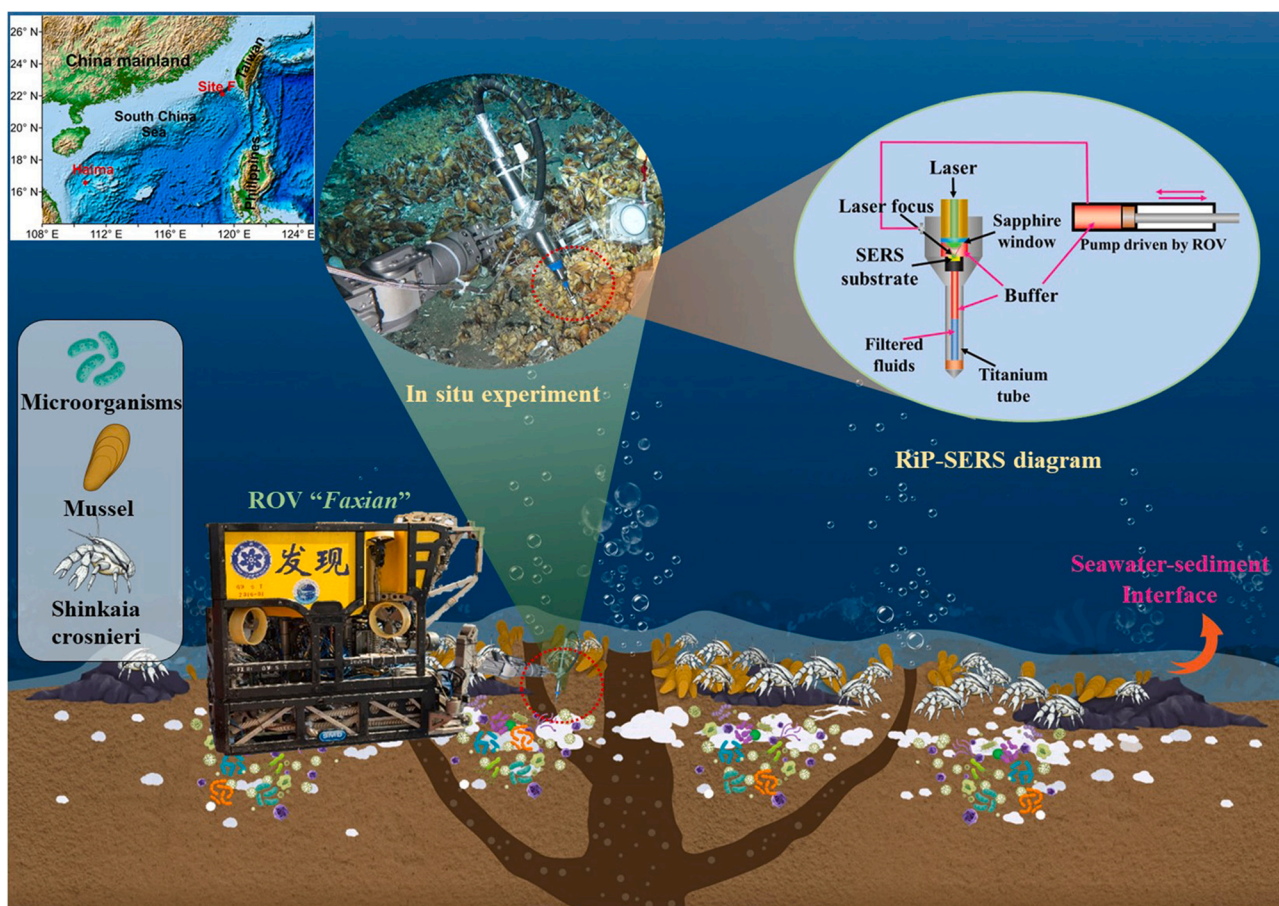 26° N
24° N
22° N
20° N
18° N
16° N
108° E
112° E
116° E
120° E
124° E
China mainland
Taiwan
Site F
South China
Sea
Haima
Philippines
Laser
Laser focus
Sapphire
window
SERS
substrate
Pump driven by ROV
Buffer
Filtered
fluids
Titanium
tube
In situ experiment
RiP-SERS diagram
Microorganisms
Mussel
Shinkaia
crosnieri
ROV “Faxian”
发现
Seawater-sediment
Interface